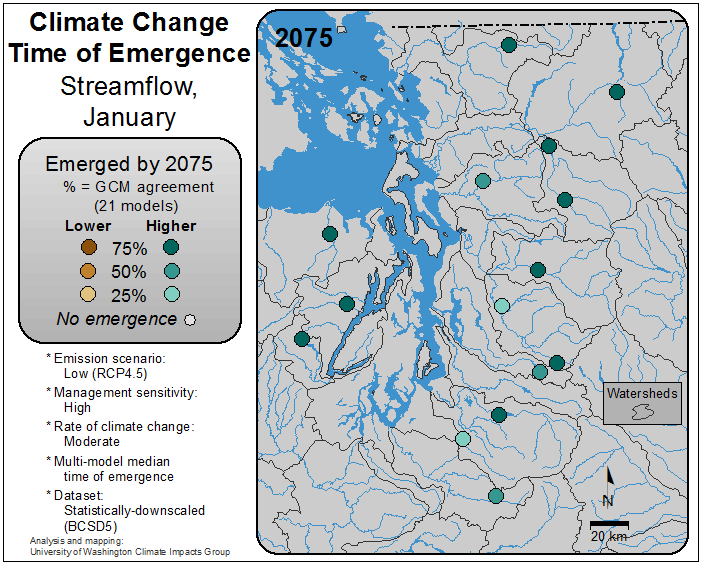 Climate Change
Time of Emergence
Streamflow,
January
Emerged by 2075
% = GCM agreement
(21 models)
Lower Higher
75%
50%
25%
No emergence
* Emission scenario:
Low (RCP4.5)
* Management sensitivity:
High
* Rate of climate change:
Moderate
* Multi-model median
time of emergence
* Dataset:
Statistically-downscaled
(BCSD5)
Analysis and mapping:
University of Washington Climate Impacts Group
2075
Watersheds
N
20 km